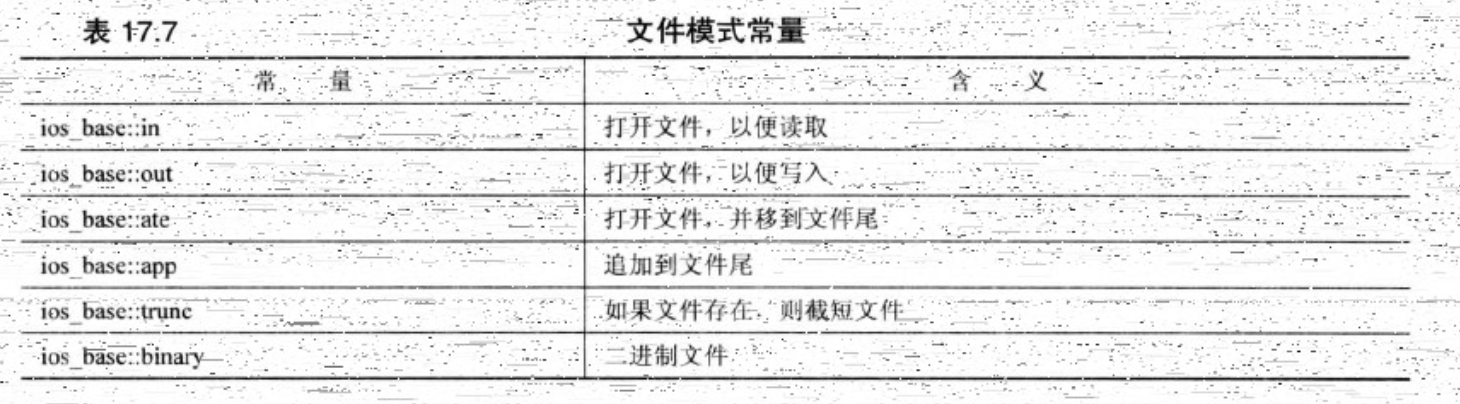 表 17.7 文件模式常量
常 量 含 义
ios_base::in 打开文件，以便读取
ios_base::out 打开文件，以便写入
ios_base::ate 打开文件，并移到文件尾
ios_base::app 追加到文件尾
ios_base::trunc 如果文件存在，则截短文件
ios_base::binary 二进制文件